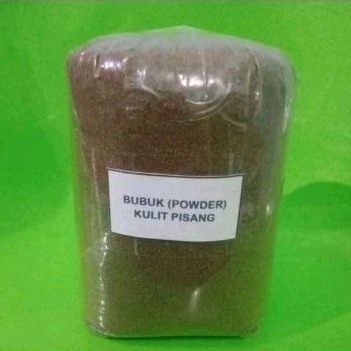 BUBUK (POWDER)
KULIT PISANG